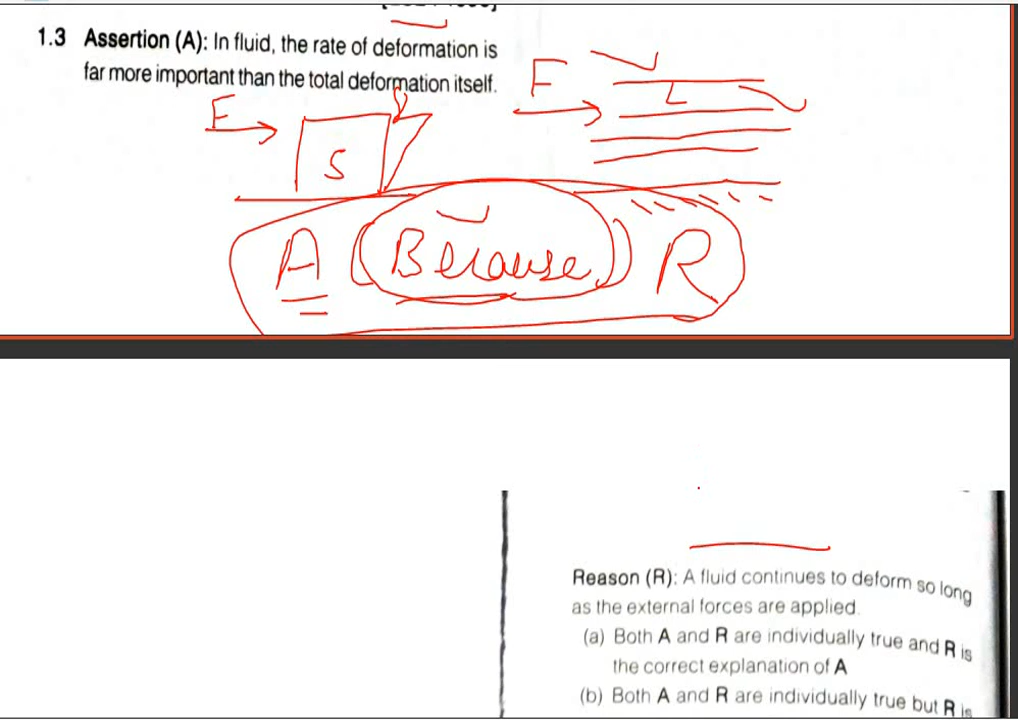 1.3 Assertion (A): In fluid, the rate of deformation is
far more important than the total deformation itself.
F
F
L
S
A (Because) R
Reason (R): A fluid continues to deform so long
as the external forces are applied.
(a) Both A and R are individually true and R is
the correct explanation of A
(b) Both A and R are individually true but R is